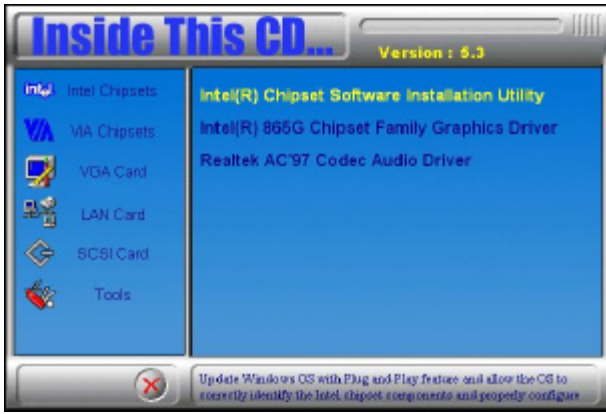 Inside This CD...
Version : 5.3
intel Intel Chipsets
VIA VIA Chipsets
VGA Card
LAN Card
SCSI Card
Tools
Intel(R) Chipset Software Installation Utility
Intel(R) 865G Chipset Family Graphics Driver
Realtek AC'97 Codec Audio Driver
Update Windows OS with Plug and Play feature and allow the OS to
correctly identify the Intel chipset components and properly configure